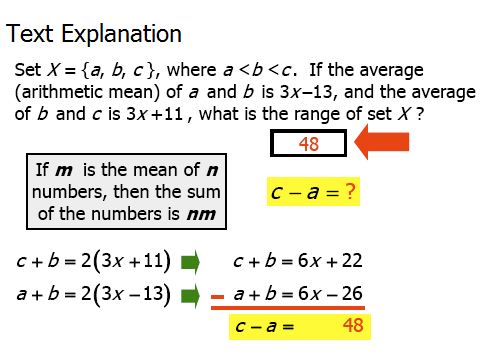 Text Explanation
Set X = {a, b, c}, where a <b <c. If the average
(arithmetic mean) of a and b is 3x–13, and the average
of b and c is 3x+11, what is the range of set X ?
48
If m is the mean of n
numbers, then the sum
of the numbers is nm
c – a = ?
c + b = 2(3x +11) c + b = 6x + 22
a + b = 2(3x – 13) – a + b = 6x – 26
c – a = 48